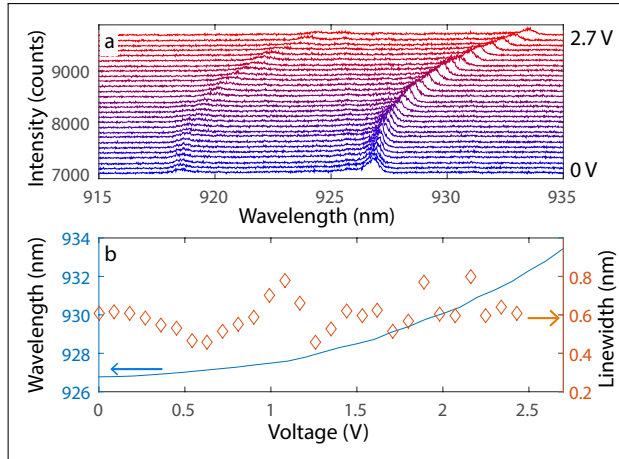 a
2.7 V
9000
8000
7000
0 V
Intensity (counts)
915 920 925 930 935
Wavelength (nm)
b
934
932
930
928
926
Wavelength (nm)
0.8
0.6
0.4
0.2
Linewidth (nm)
0 0.5 1 1.5 2 2.5
Voltage (V)